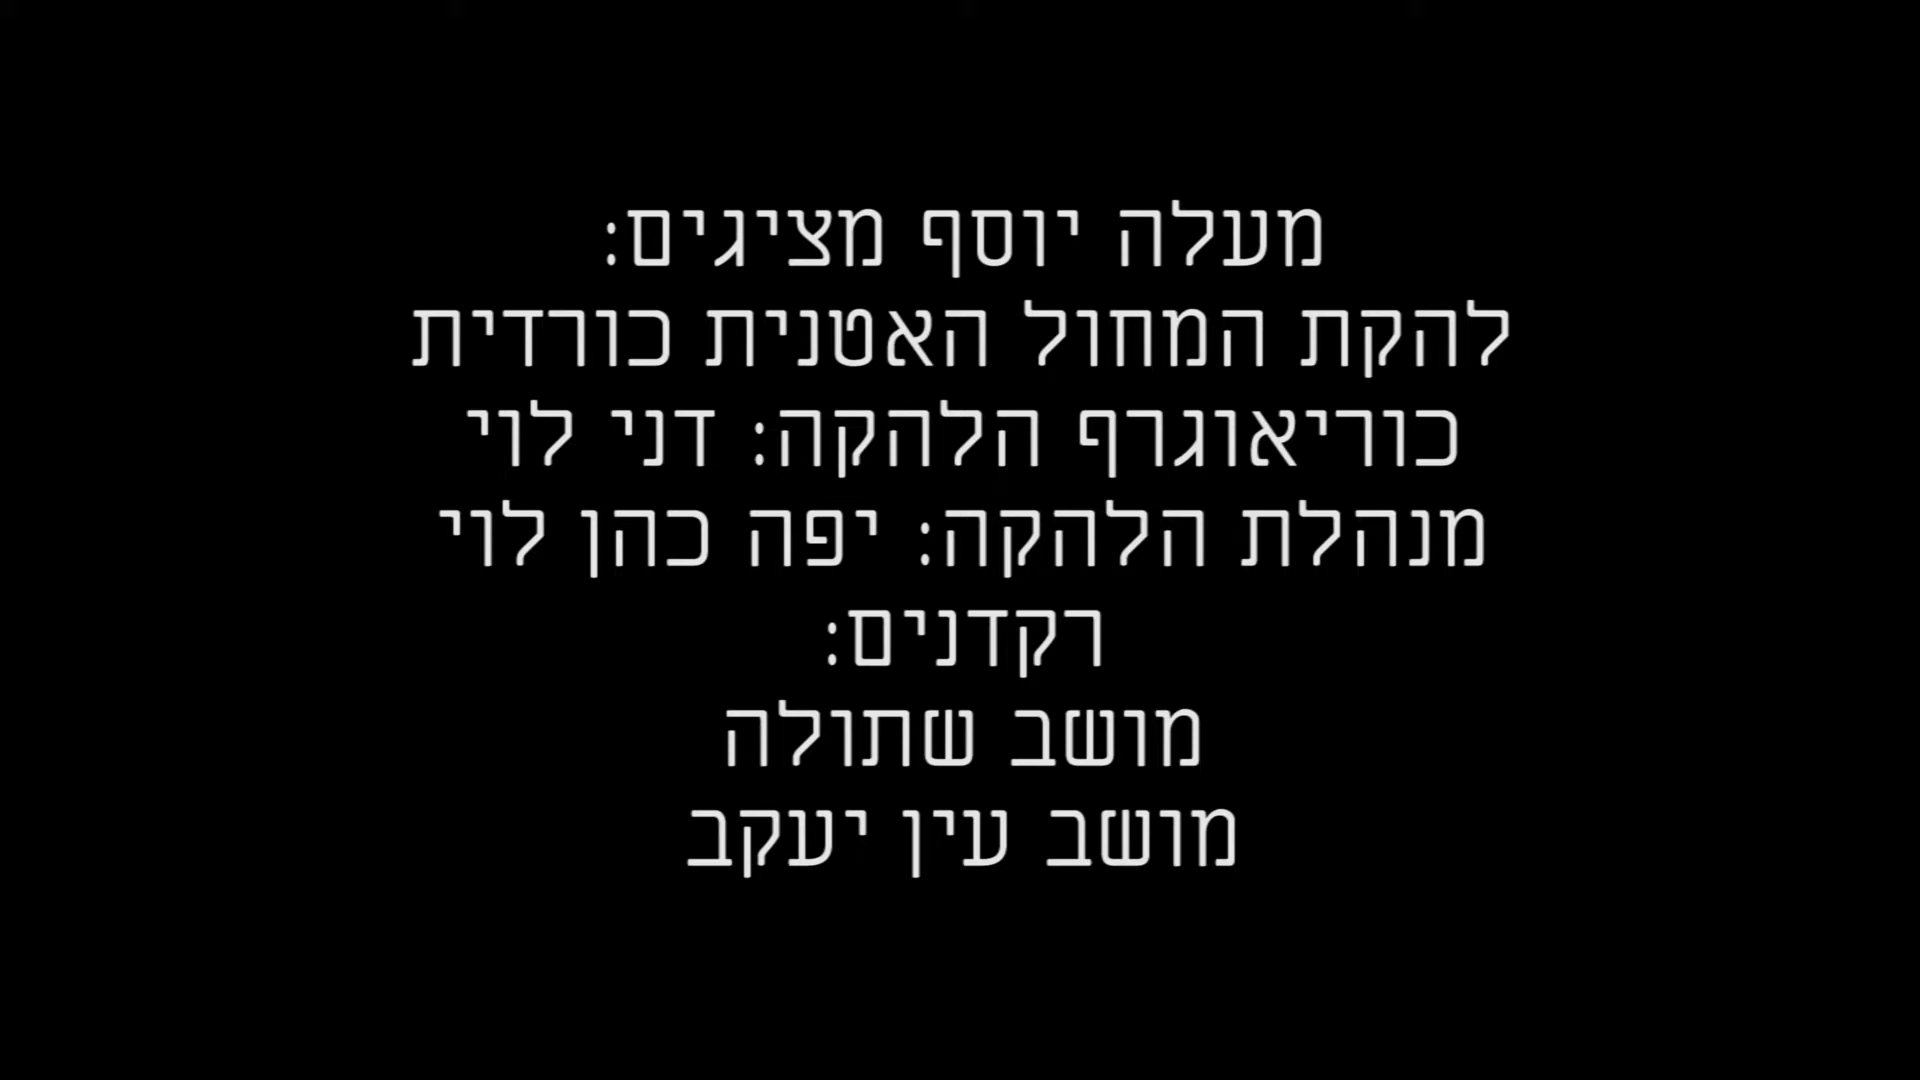 מעלה יוסף מציגים:
להקת המחול האטנית כורדית
כוריאוגרף הלהקה: דני לוי
מנהלת הלהקה: יפה כהן לוי
רקדנים:
מושב שתולה
מושב עין יעקב